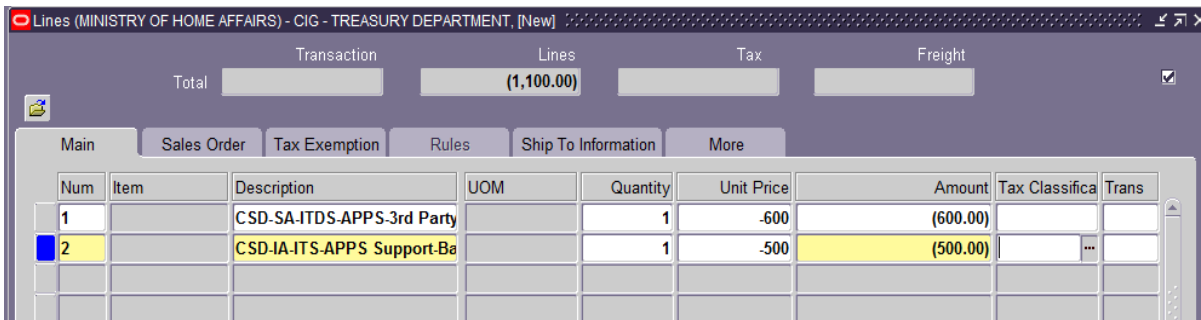 Lines (MINISTRY OF HOME AFFAIRS) - CIG - TREASURY DEPARTMENT, [New]
Transaction Lines Tax Freight
Total (1,100.00)
Main Sales Order Tax Exemption Rules Ship To Information More
Num Item Description UOM Quantity Unit Price Amount Tax Classifica Trans
1 CSD-SA-ITDS-APPS-3rd Party 1 -600 (600.00)
2 CSD-IA-ITS-APPS Support-Ba 1 -500 (500.00) ...